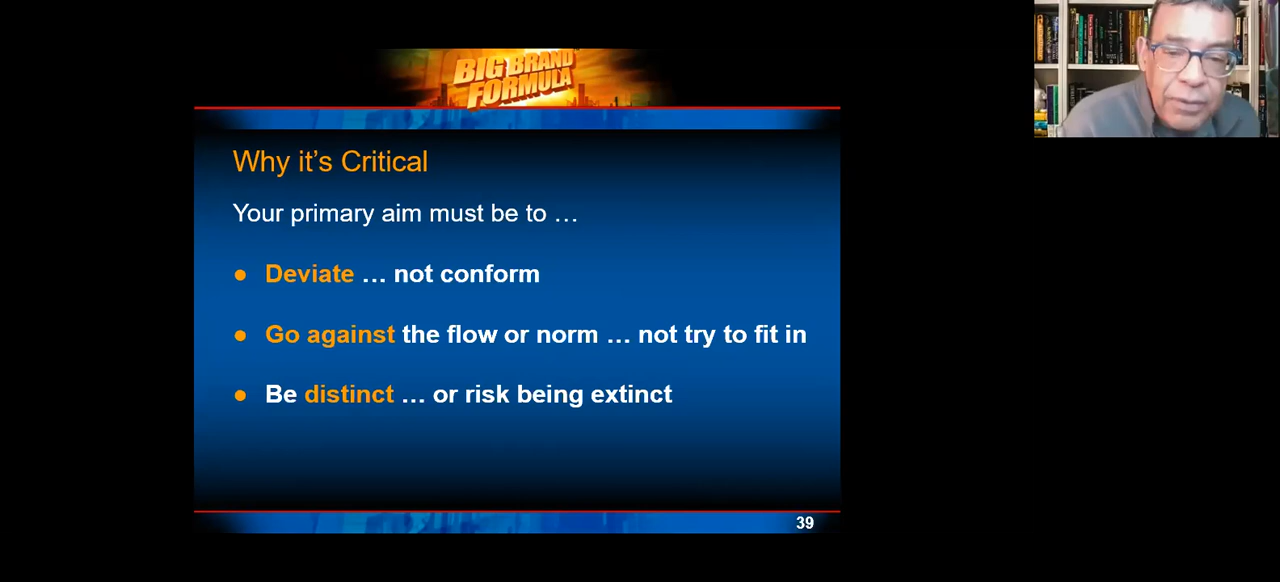 BIG BRAND
FORMULA
Why it’s Critical
Your primary aim must be to …
● Deviate … not conform
● Go against the flow or norm … not try to fit in
● Be distinct … or risk being extinct
39